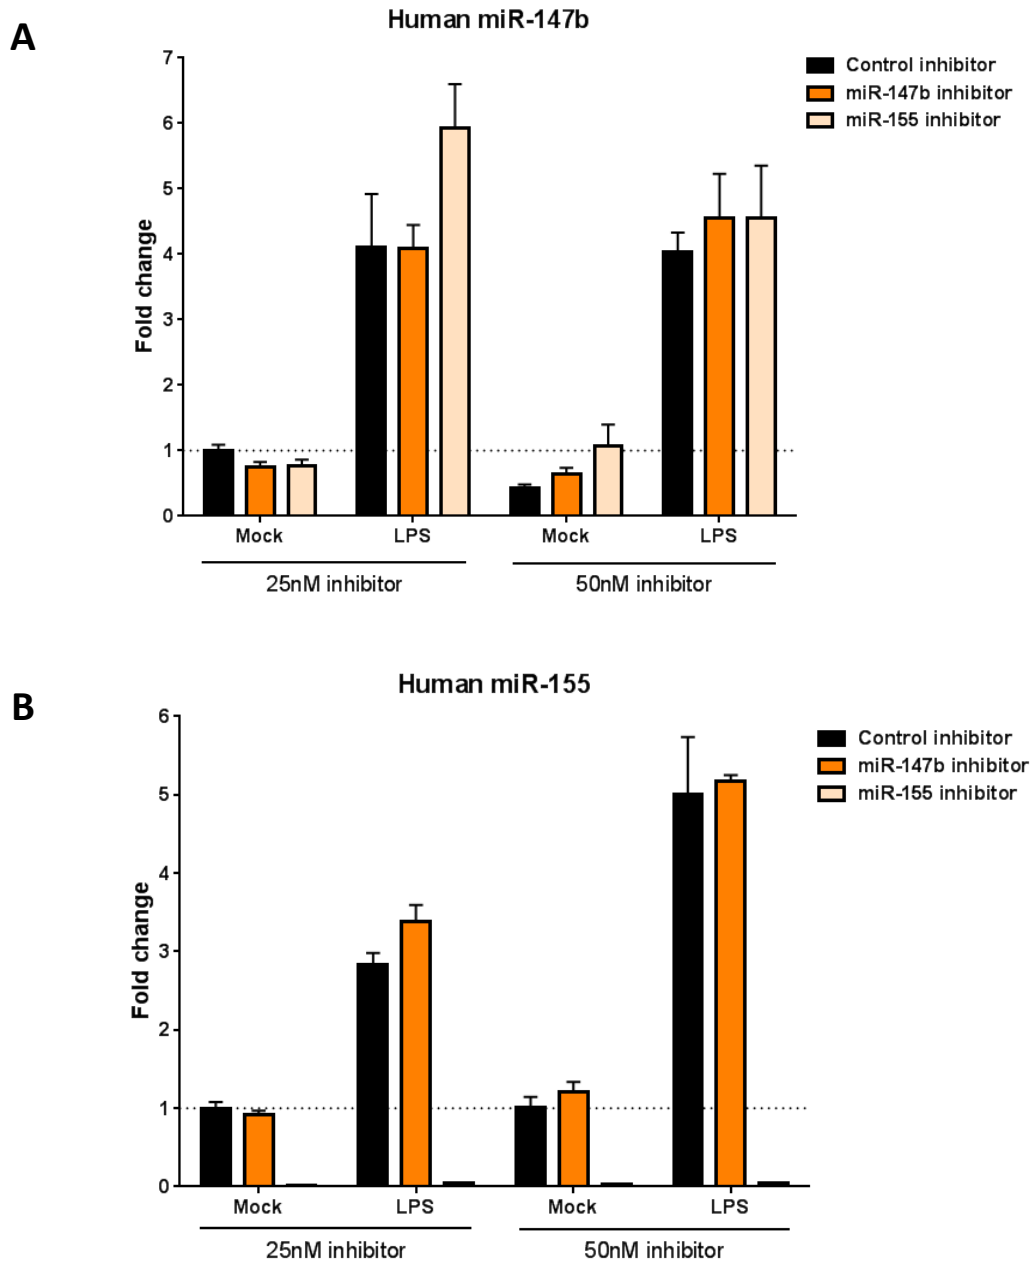 A
Human miR-147b
Control inhibitor
miR-147b inhibitor
miR-155 inhibitor
Fold change
7
6
5
4
3
2
1
0
Mock LPS Mock LPS
25nM inhibitor 50nM inhibitor
B
Human miR-155
Control inhibitor
miR-147b inhibitor
miR-155 inhibitor
Fold change
6
5
4
3
2
1
0
Mock LPS Mock LPS
25nM inhibitor 50nM inhibitor